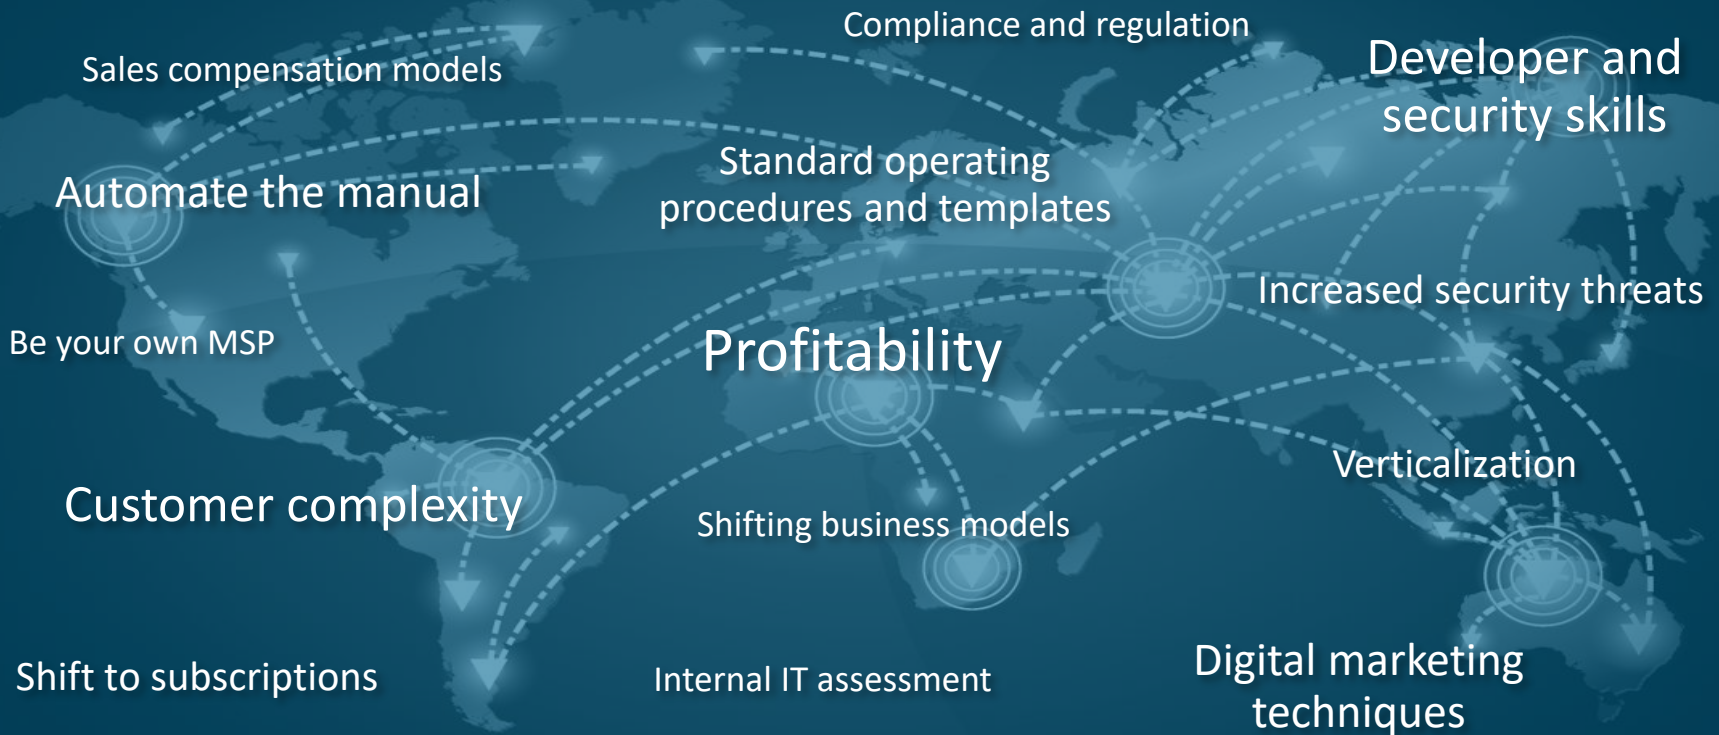 Compliance and regulation
Sales compensation models
Developer and
security skills
Automate the manual
Standard operating
procedures and templates
Increased security threats
Be your own MSP
Profitability
Verticalization
Customer complexity
Shifting business models
Shift to subscriptions
Internal IT assessment
Digital marketing
techniques